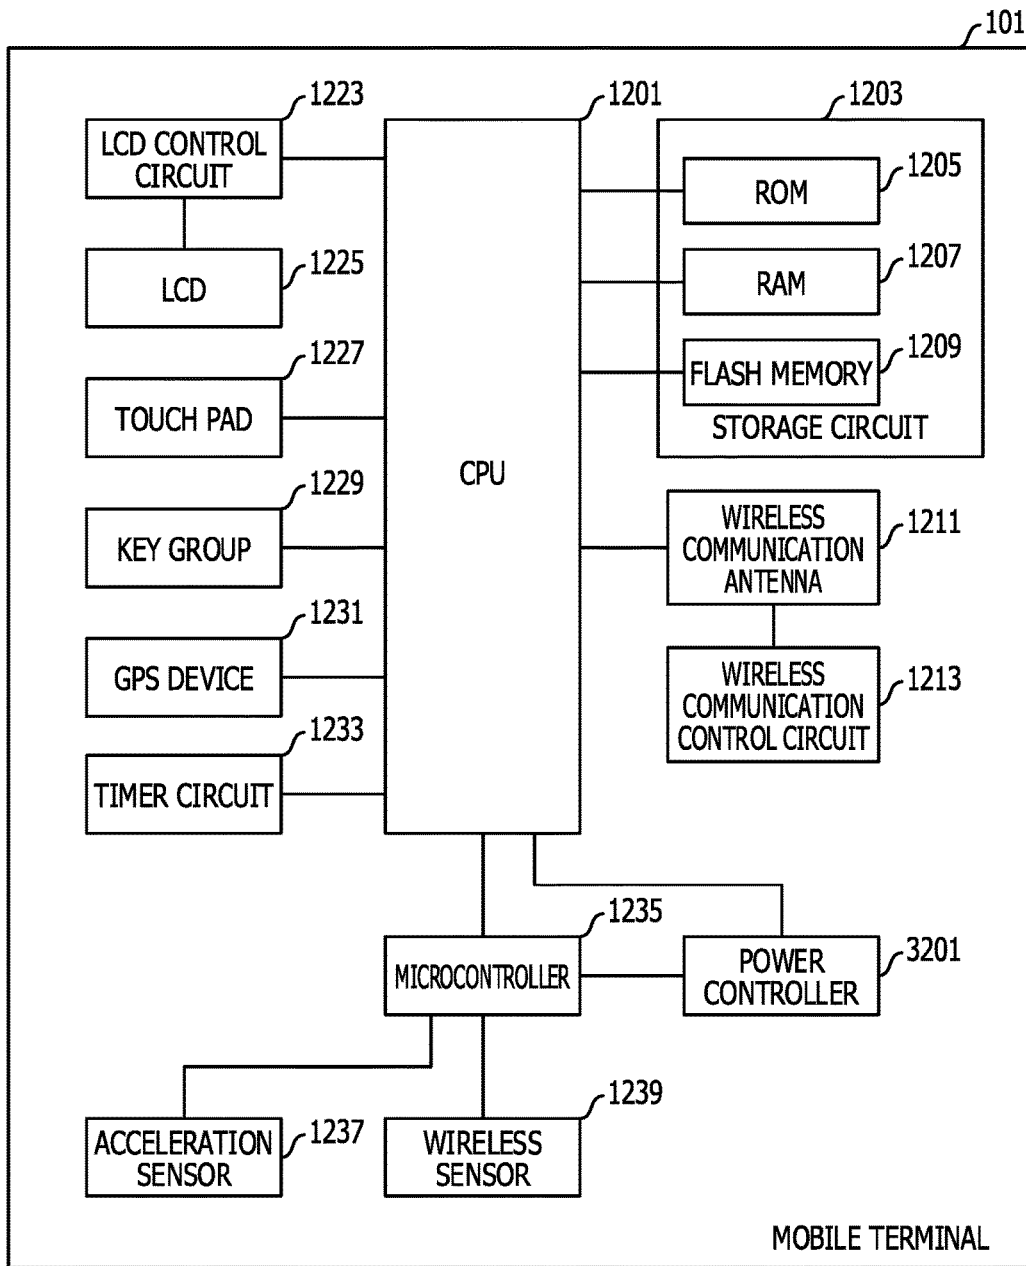 101
1223
LCD CONTROL
CIRCUIT
1225
LCD
1227
TOUCH PAD
1229
KEY GROUP
1231
GPS DEVICE
1233
TIMER CIRCUIT
1201
CPU
1203
1205
ROM
1207
RAM
1209
FLASH MEMORY
STORAGE CIRCUIT
1211
WIRELESS
COMMUNICATION
ANTENNA
1213
WIRELESS
COMMUNICATION
CONTROL CIRCUIT
1235
MICROCONTROLLER
3201
POWER
CONTROLLER
1237
ACCELERATION
SENSOR
1239
WIRELESS
SENSOR
MOBILE TERMINAL